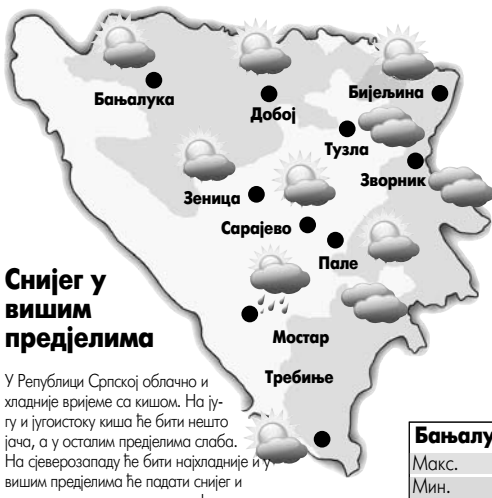 Бањалука
Добој
Бијељина
Тузла
Зворник
Зеница
Сарајево
Пале
Мостар
Требиње
Снијег у
вишим
предјелима
У Републици Српској облачно и
хладније вријеме са кишом. На ју-
гу и југоистоку киша ће бити нешто
јача, а у осталим предјелима слаба.
На сјеверозападу ће бити најхладније и у
вишим предјелима ће падати снијег и
Макс.
Мин.